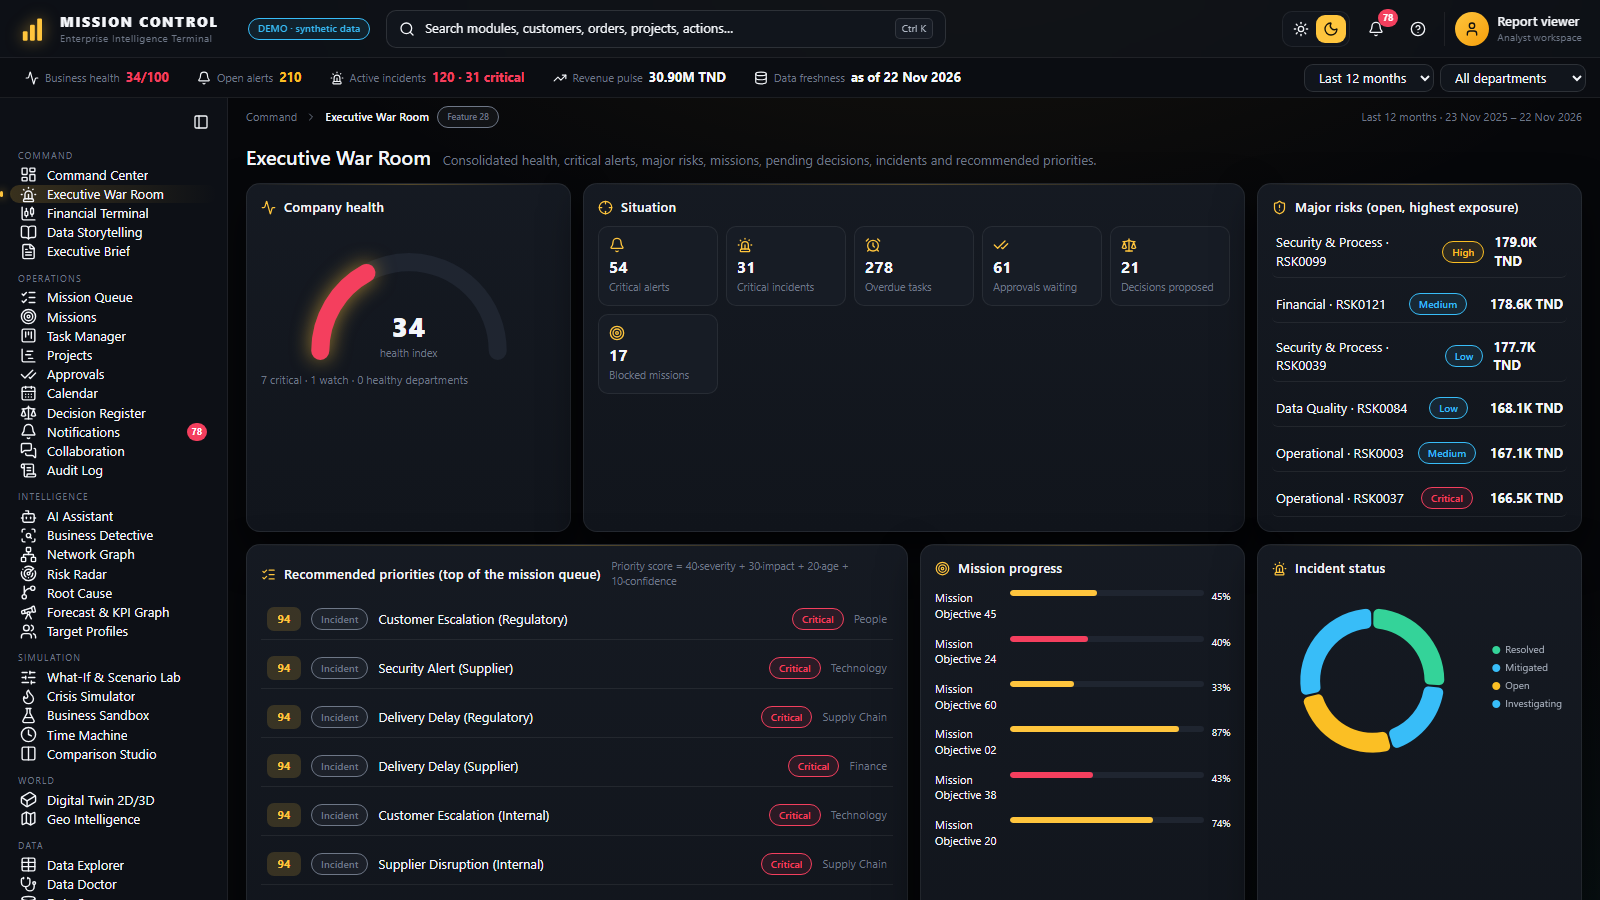 MISSION CONTROL
Enterprise Intelligence Terminal
DEMO · synthetic data
Search modules, customers, orders, projects, actions...
Ctrl K
78
Report viewer
Analyst workspace
Business health 34/100
Open alerts 210
Active incidents 120 · 31 critical
Revenue pulse 30.90M TND
Data freshness as of 22 Nov 2026
Last 12 months
All departments
COMMAND
Command Center
Executive War Room
Financial Terminal
Data Storytelling
Executive Brief
OPERATIONS
Mission Queue
Missions
Task Manager
Projects
Approvals
Calendar
Decision Register
Notifications 78
Collaboration
Audit Log
INTELLIGENCE
AI Assistant
Business Detective
Network Graph
Risk Radar
Root Cause
Forecast & KPI Graph
Target Profiles
SIMULATION
What-If & Scenario Lab
Crisis Simulator
Business Sandbox
Time Machine
Comparison Studio
WORLD
Digital Twin 2D/3D
Geo Intelligence
DATA
Data Explorer
Data Doctor
Command > Executive War Room Feature 28
Last 12 months · 23 Nov 2025 – 22 Nov 2026
Executive War Room Consolidated health, critical alerts, major risks, missions, pending decisions, incidents and recommended priorities.
Company health
34
health index
7 critical · 1 watch · 0 healthy departments
Situation
54
Critical alerts
31
Critical incidents
278
Overdue tasks
61
Approvals waiting
21
Decisions proposed
17
Blocked missions
Major risks (open, highest exposure)
Security & Process · RSK0099 High 179.0K TND
Financial · RSK0121 Medium 178.6K TND
Security & Process · RSK0039 Low 177.7K TND
Data Quality · RSK0084 Low 168.1K TND
Operational · RSK0003 Medium 167.1K TND
Operational · RSK0037 Critical 166.5K TND
Recommended priorities (top of the mission queue)
Priority score = 40·severity + 30·impact + 20·age +
10·confidence
94 Incident Customer Escalation (Regulatory) Critical People
94 Incident Security Alert (Supplier) Critical Technology
94 Incident Delivery Delay (Regulatory) Critical Supply Chain
94 Incident Delivery Delay (Supplier) Critical Finance
94 Incident Customer Escalation (Internal) Critical Technology
94 Incident Supplier Disruption (Internal) Critical Supply Chain
Mission progress
Mission Objective 45 45%
Mission Objective 24 40%
Mission Objective 60 33%
Mission Objective 02 87%
Mission Objective 38 43%
Mission Objective 20 74%
Incident status
Resolved
Mitigated
Open
Investigating